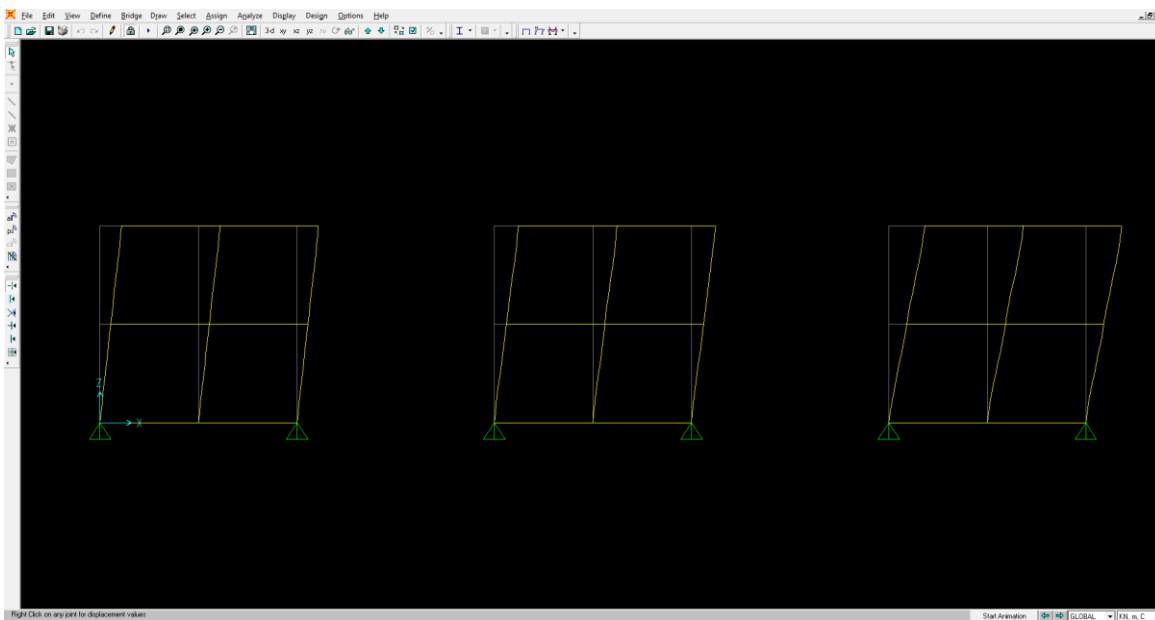 File Edit View Define Bridge Draw Select Assign Analyze Display Design Options Help
3-d xy xz yz nv
Z
X
Right Click on any joint for displacement values
Start Animation GLOBAL KN, m, C